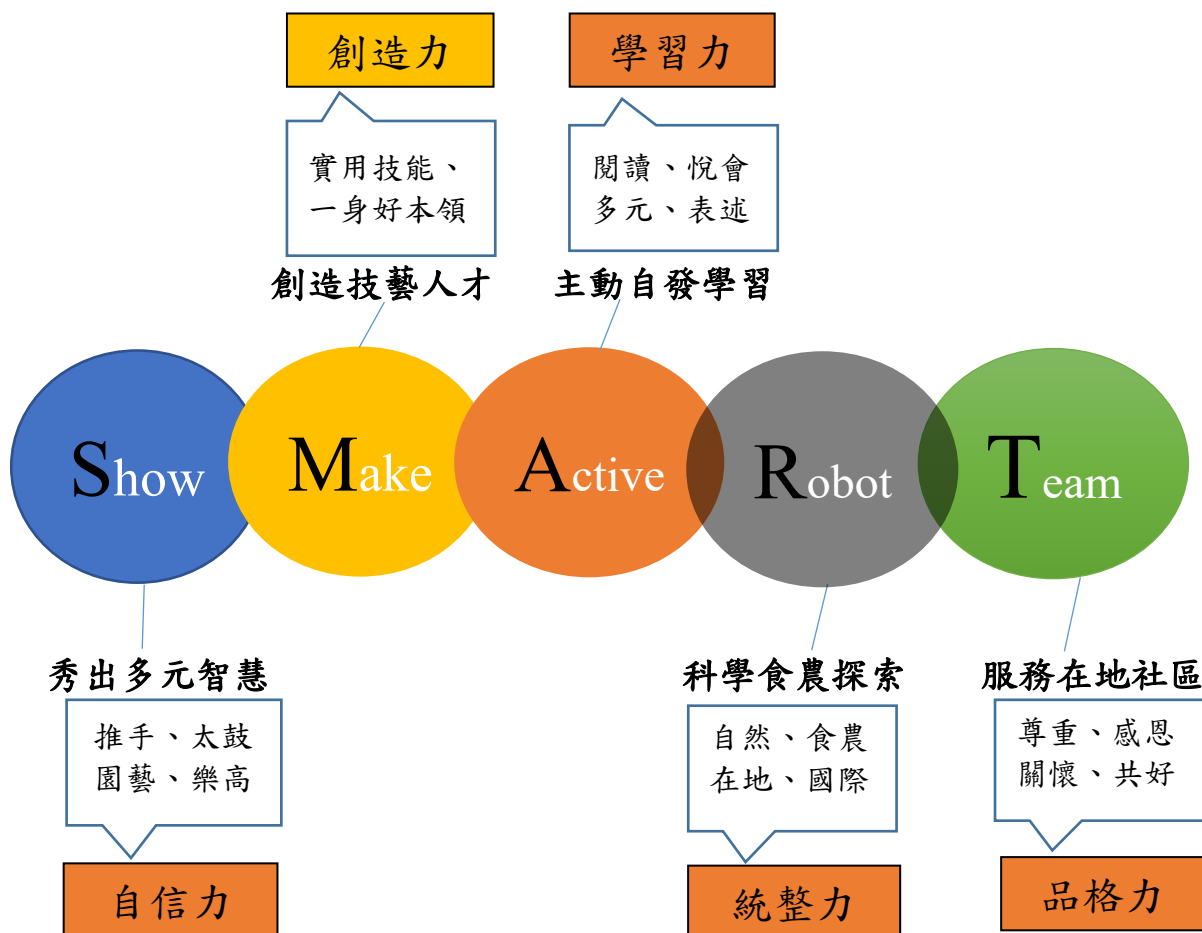 創造力
學習力
實用技能、
一身好本領
閱讀、悅會
多元、表述
創造技藝人才
主動自發學習
Show
Make
Active
Robot
Team
秀出多元智慧
科學食農探索
服務在地社區
推手、太鼓
園藝、樂高
自然、食農
在地、國際
尊重、感恩
關懷、共好
自信力
統整力
品格力